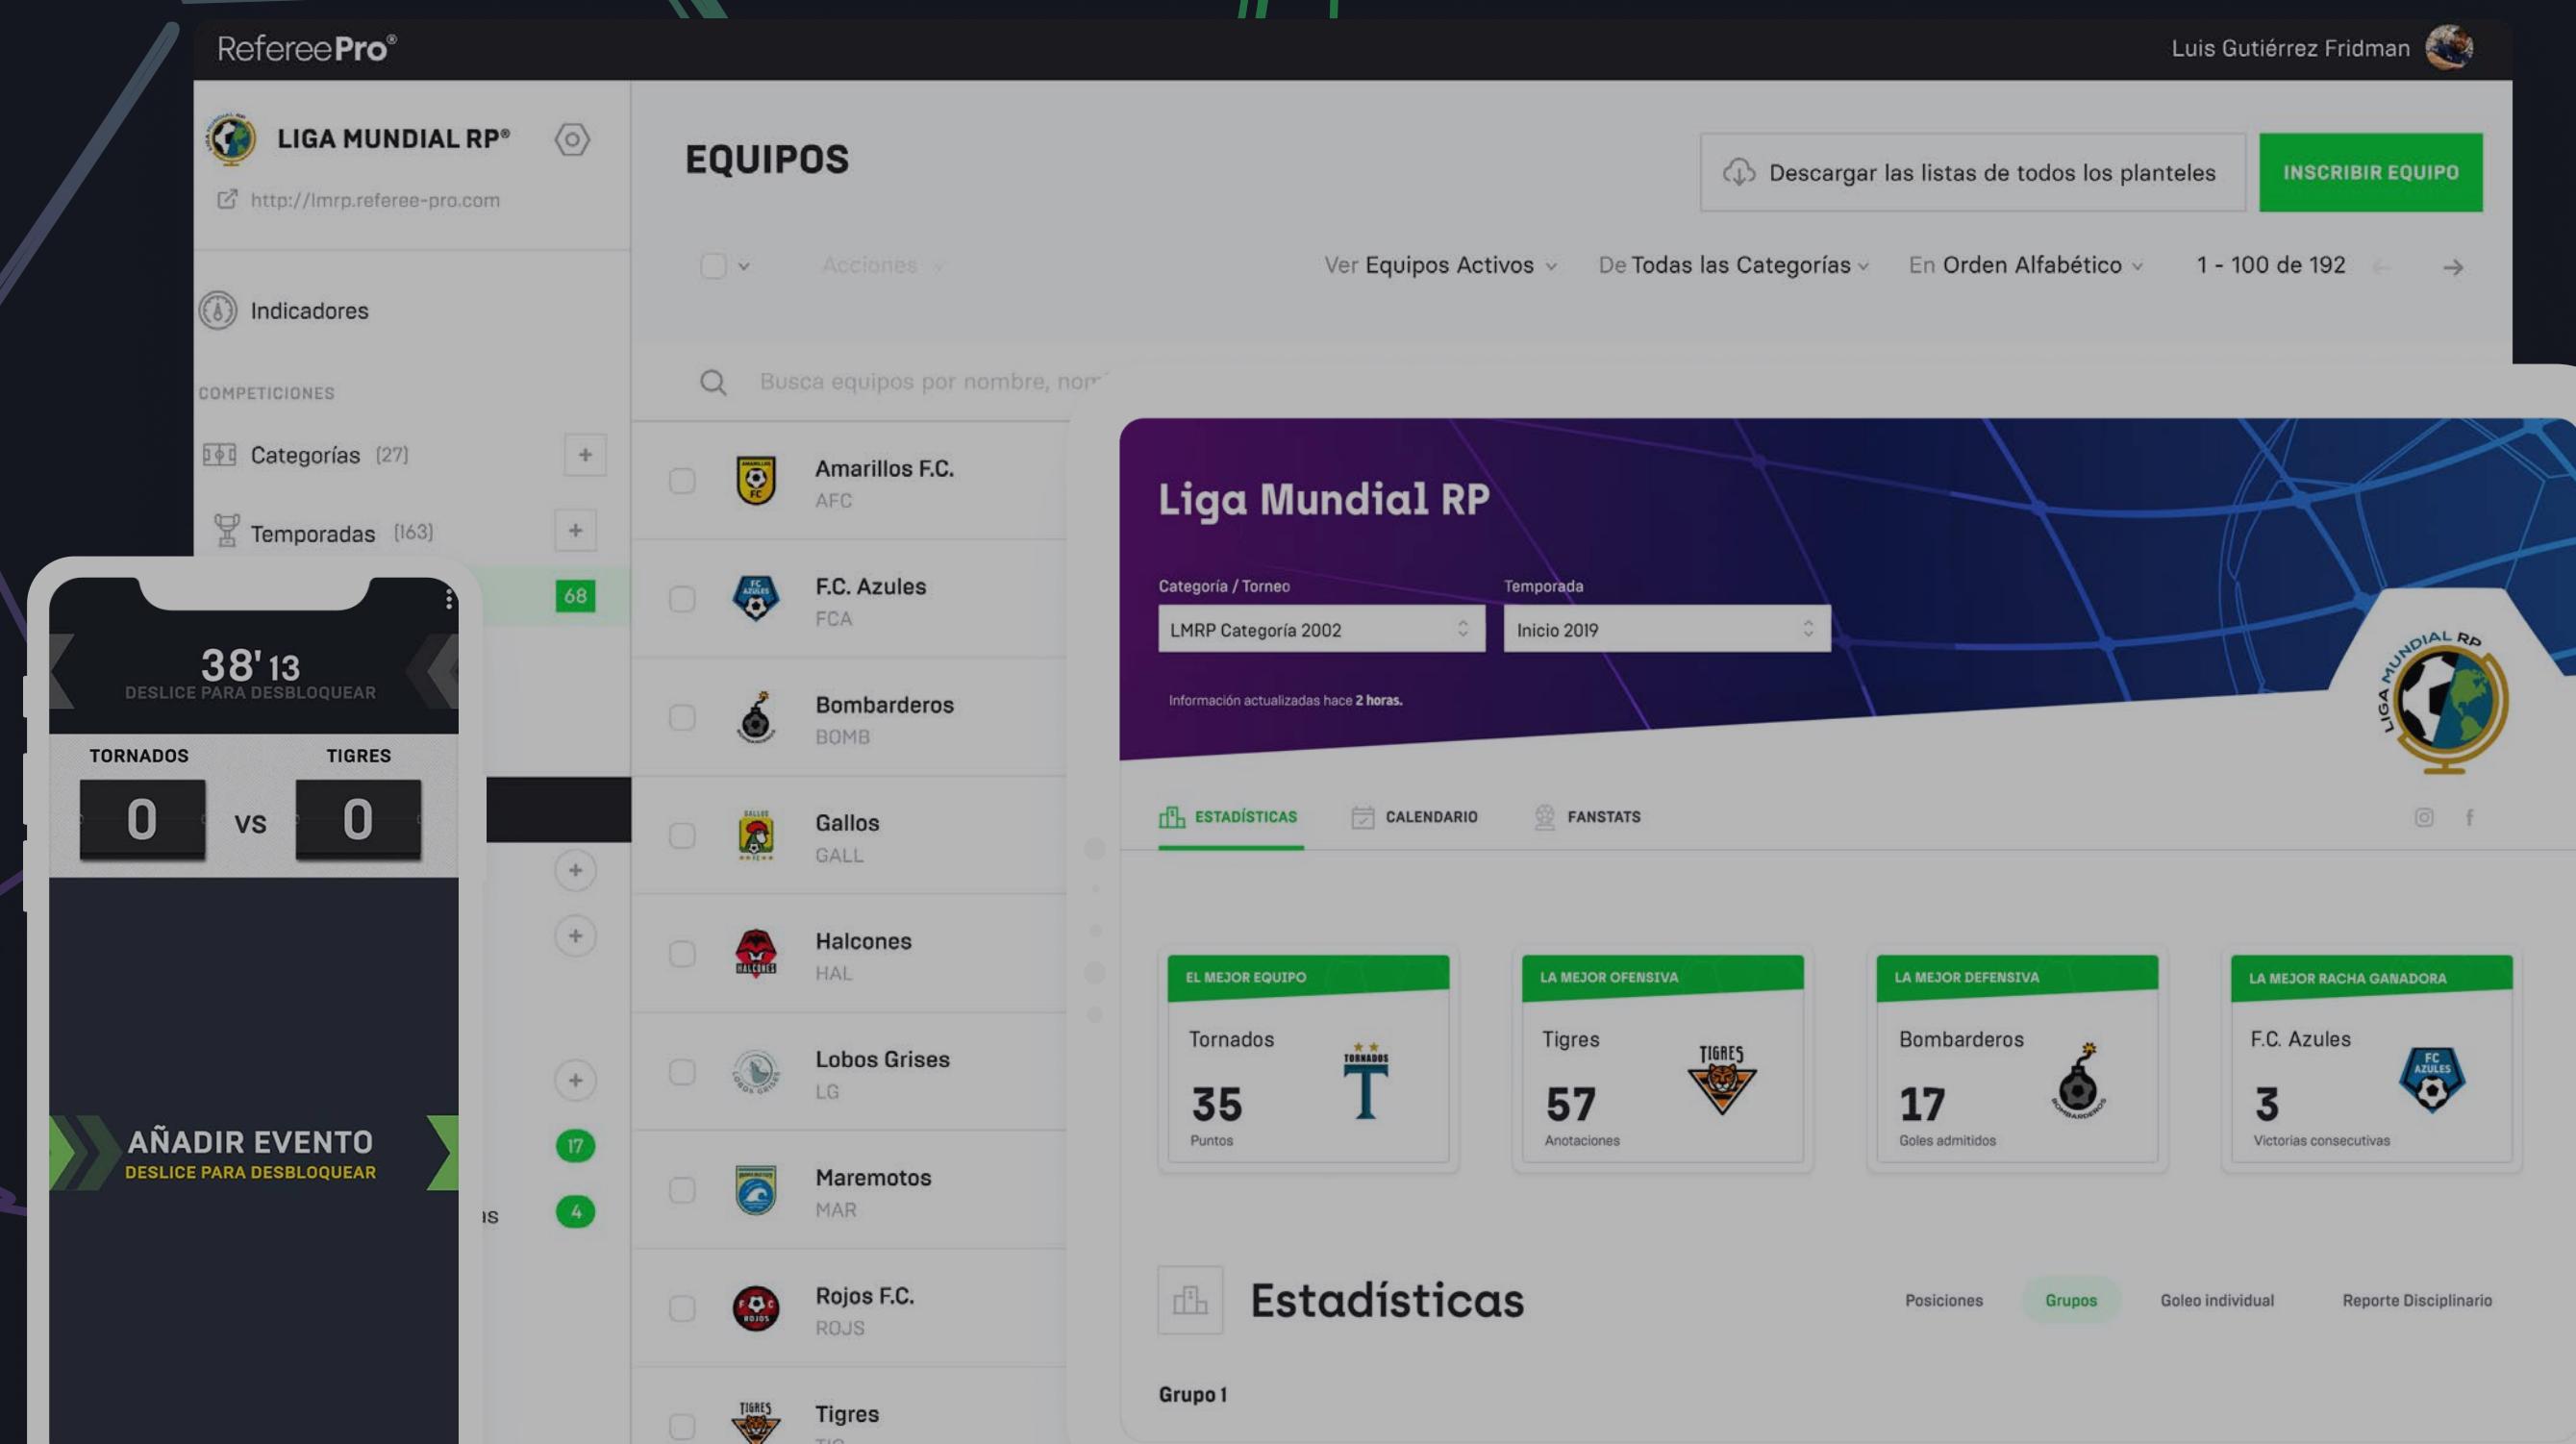 RefereePro®
Luis Gutiérrez Fridman
LIGA MUNDIAL RP®
http://lmrp.referee-pro.com
Indicadores
COMPETICIONES
Categorías (27)
Temporadas (163)
68
17
4
EQUIPOS
Descargar las listas de todos los planteles
INSCRIBIR EQUIPO
Acciones
Ver Equipos Activos
De Todas las Categorías
En Orden Alfabético
1 - 100 de 192
Busca equipos por nombre,
Amarillos F.C.
AFC
F.C. Azules
FCA
Bombarderos
BOMB
Gallos
GALL
Halcones
HAL
Lobos Grises
LG
Maremotos
MAR
Rojos F.C.
ROJS
TIGRES
Tigres
38'13
DESLICE PARA DESBLOQUEAR
TORNADOS
TIGRES
0
VS
0
AÑADIR EVENTO
DESLICE PARA DESBLOQUEAR
Liga Mundial RP
Categoría / Torneo
Temporada
LMRP Categoría 2002
Inicio 2019
Información actualizadas hace 2 horas.
LIGA MUNDIAL RP
ESTADÍSTICAS
CALENDARIO
FANSTATS
EL MEJOR EQUIPO
Tornados
35
Puntos
TORNADOS
T
LA MEJOR OFENSIVA
Tigres
57
Anotaciones
TIGRES
LA MEJOR DEFENSIVA
Bombarderos
17
Goles admitidos
BOMBARDEROS
LA MEJOR RACHA GANADORA
F.C. Azules
3
Victorias consecutivas
FC
AZULES
Estadísticas
Posiciones
Grupos
Goleo individual
Reporte Disciplinario
Grupo 1